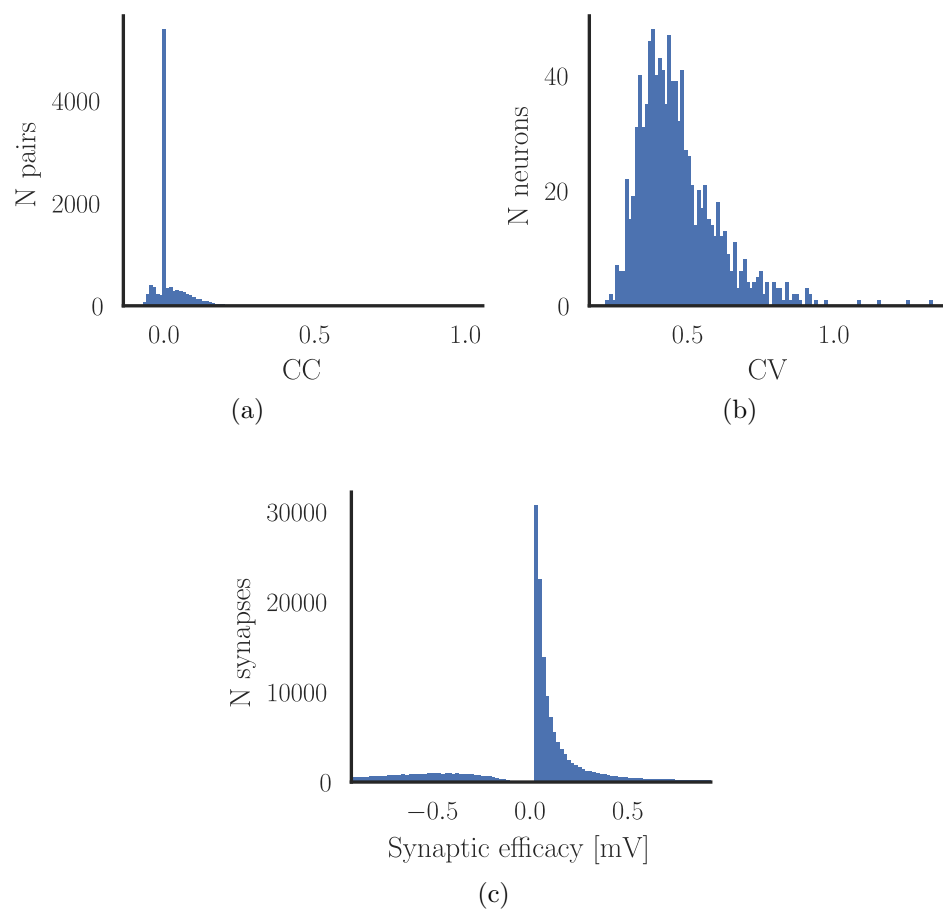 N pairs
4000
2000
0
0.0 0.5 1.0
CC
(a)
N neurons
40
20
0
0.5 1.0
CV
(b)
N synapses
30000
20000
10000
0
−0.5 0.0 0.5
Synaptic efficacy [mV]
(c)